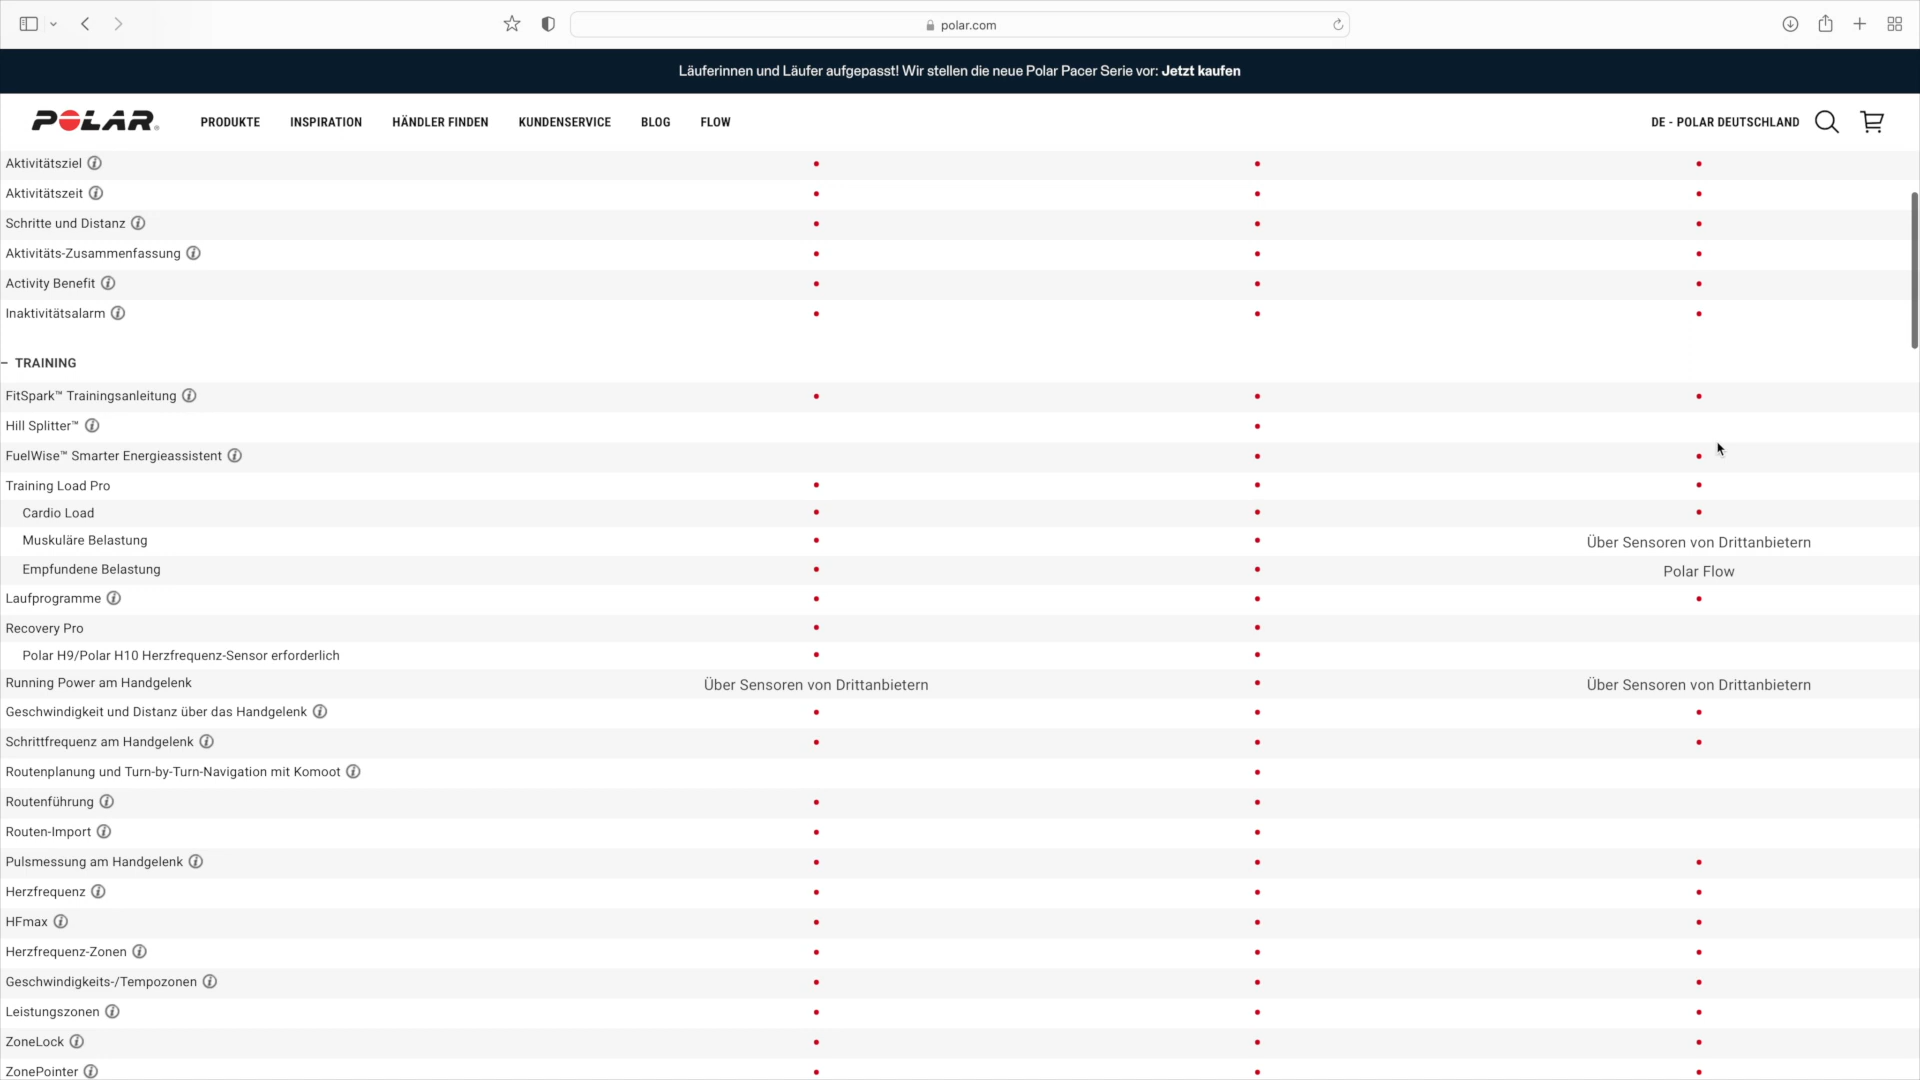 polar.com
Läuferinnen und Läufer aufgepasst! Wir stellen die neue Polar Pacer Serie vor: Jetzt kaufen
POLAR PRODUKTE INSPIRATION HÄNDLER FINDEN KUNDENSERVICE BLOG FLOW DE - POLAR DEUTSCHLAND
Aktivitätsziel
Aktivitätszeit
Schritte und Distanz
Aktivitäts-Zusammenfassung
Activity Benefit
Inaktivitätsalarm
– TRAINING
FitSpark™ Trainingsanleitung
Hill Splitter™
FuelWise™ Smarter Energieassistent
Training Load Pro
Cardio Load
Muskuläre Belastung Über Sensoren von Drittanbietern
Empfundene Belastung Polar Flow
Laufprogramme
Recovery Pro
Polar H9/Polar H10 Herzfrequenz-Sensor erforderlich
Running Power am Handgelenk Über Sensoren von Drittanbietern Über Sensoren von Drittanbietern
Geschwindigkeit und Distanz über das Handgelenk
Schrittfrequenz am Handgelenk
Routenplanung und Turn-by-Turn-Navigation mit Komoot
Routenführung
Routen-Import
Pulsmessung am Handgelenk
Herzfrequenz
HFmax
Herzfrequenz-Zonen
Geschwindigkeits-/Tempozonen
Leistungszonen
ZoneLock
ZonePointer